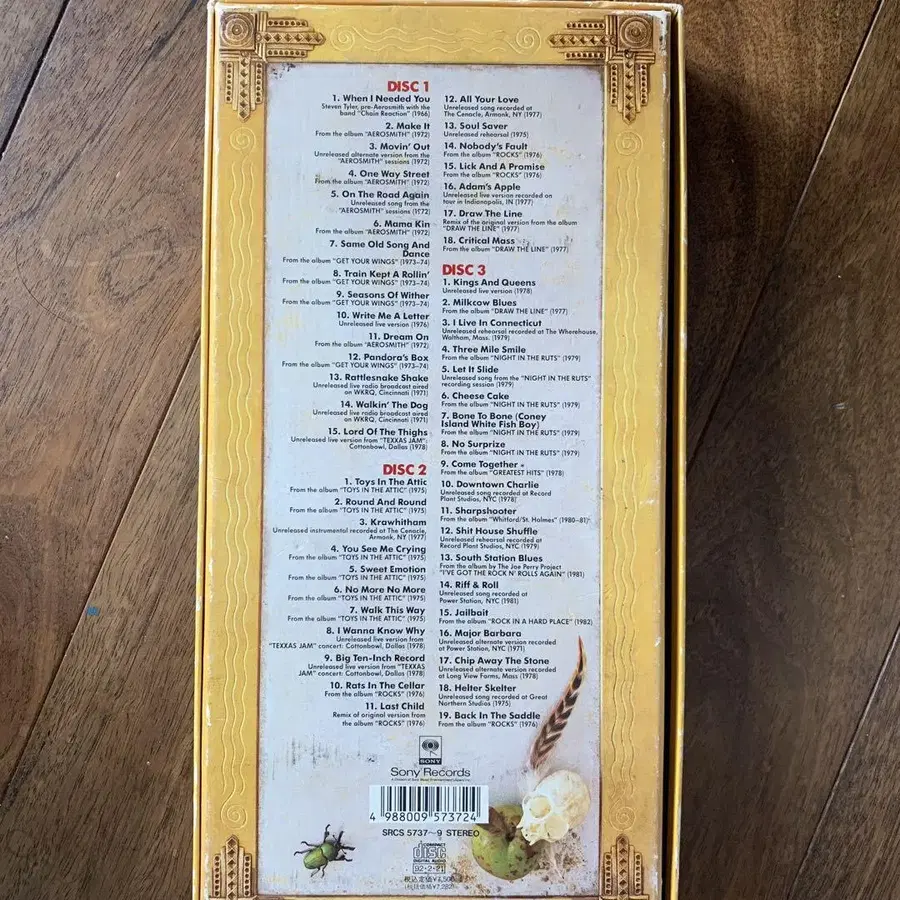 DISC 1
1. When I Needed You
Steven Tyler, pre-Aerosmith with the
band "Chain Reaction" (1966)
2. Make It
From the album "AEROSMITH" (1972)
3. Movin' Out
Unreleased alternate version from the
"AEROSMITH" sessions (1972)
4. One Way Street
From the album "AEROSMITH" (1972)
5. On The Road Again
Unreleased song from the
"AEROSMITH" sessions (1972)
6. Mama Kin
From the album "AEROSMITH" (1972)
7. Same Old Song And
Dance
From the album "GET YOUR WINGS" (1973-74)
8. Train Kept A Rollin'
From the album "GET YOUR WINGS" (1973-74)
9. Seasons Of Wither
From the album "GET YOUR WINGS" (1973-74)
10. Write Me A Letter
Unreleased live version (1976)
11. Dream On
From the album "AEROSMITH" (1972)
12. Pandora's Box
From the album "GET YOUR WINGS" (1973-74)
13. Rattlesnake Shake
Unreleased live radio broadcast aired
on WKRQ, Cincinnati (1971)
14. Walkin' The Dog
Unreleased live radio broadcast aired
on WKRQ, Cincinnati (1971)
15. Lord Of The Thighs
Unreleased live version from "TEXXAS JAM":
Cottonbowl, Dallas (1978)
DISC 2
1. Toys In The Attic
From the album "TOYS IN THE ATTIC" (1975)
2. Round And Round
From the album "TOYS IN THE ATTIC" (1975)
3. Krawhitham
Unreleased instrumental recorded at The Cenacle,
Armonk, NY (1977)
4. You See Me Crying
From the album "TOYS IN THE ATTIC" (1975)
5. Sweet Emotion
From the album "TOYS IN THE ATTIC" (1975)
6. No More No More
From the album "TOYS IN THE ATTIC" (1975)
7. Walk This Way
From the album "TOYS IN THE ATTIC" (1975)
8. I Wanna Know Why
Unreleased live version from
"TEXXAS JAM" concert: Cottonbowl, Dallas (1978)
9. Big Ten-Inch Record
Unreleased live version from "TEXXAS
JAM" concert: Cottonbowl, Dallas (1978)
10. Rats In The Cellar
From the album "ROCKS" (1976)
11. Last Child
Remix of original version from
the album "ROCKS" (1976)
12. All Your Love
Unreleased song recorded at
The Cenacle, Armonk, NY (1977)
13. Soul Saver
Unreleased rehearsal (1975)
14. Nobody's Fault
From the album "ROCKS" (1976)
15. Lick And A Promise
From the album "ROCKS" (1976)
16. Adam's Apple
Unreleased live version recorded on
tour in Indianapolis, IN (1977)
17. Draw The Line
Remix of the original version from the album
"DRAW THE LINE" (1977)
18. Critical Mass
From the album "DRAW THE LINE" (1977)
DISC 3
1. Kings And Queens
Unreleased live version (1978)
2. Milkcow Blues
From the album "DRAW THE LINE" (1977)
3. I Live In Connecticut
Unreleased rehearsal recorded at The Wherehouse,
Waltham, Mass. (1979)
4. Three Mile Smile
From the album "NIGHT IN THE RUTS" (1979)
5. Let It Slide
Unreleased song from the "NIGHT IN THE RUTS"
recording session (1979)
6. Cheese Cake
From the album "NIGHT IN THE RUTS" (1979)
7. Bone To Bone (Coney
Island White Fish Boy)
From the album "NIGHT IN THE RUTS" (1979)
8. No Surprize
From the album "NIGHT IN THE RUTS" (1979)
9. Come Together
From the album "GREATEST HITS" (1978)
10. Downtown Charlie
Unreleased song recorded at Record
Plant Studios, NYC (1978)
11. Sharpshooter
From the album "Whitford/St. Holmes" (1980-81)
12. Shit House Shuffle
Unreleased rehearsal recorded at
Record Plant Studios, NYC (1979)
13. South Station Blues
From the album by The Joe Perry Project
"I'VE GOT THE ROCK N' ROLLS AGAIN" (1981)
14. Riff & Roll
Unreleased song recorded at
Power Station, NYC (1981)
15. Jailbait
From the album "ROCK IN A HARD PLACE" (1982)
16. Major Barbara
Unreleased alternate version recorded
at Power Station, NYC (1971)
17. Chip Away The Stone
Unreleased alternate version recorded
at Long View Farms, Mass (1978)
18. Helter Skelter
Unreleased song recorded at Great
Northern Studios (1975)
19. Back In The Saddle
From the album "ROCKS" (1976)
SONY
Sony Records
4 988009 573724
SRCS 5737~9 STEREO
COMPACT
disc
DIGITAL AUDIO
92・2・21
税込定価¥7,500
(税抜価格¥7,282)